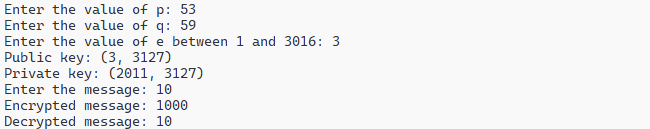 Enter the value of p: 53
Enter the value of q: 59
Enter the value of e between 1 and 3016: 3
Public key: (3, 3127)
Private key: (2011, 3127)
Enter the message: 10
Encrypted message: 1000
Decrypted message: 10